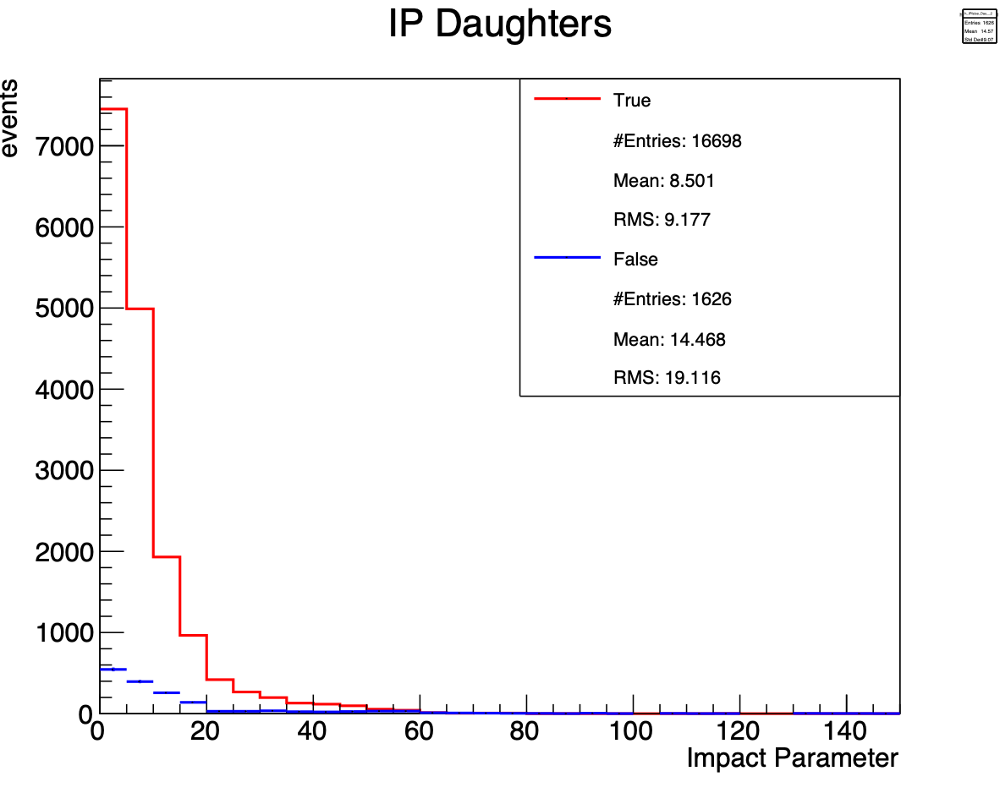 IP Daughters
Entries 1626
Mean 14.57
events
7000
6000
5000
4000
3000
2000
1000
0
True
#Entries: 16698
Mean: 8.501
RMS: 9.177
False
#Entries: 1626
Mean: 14.468
RMS: 19.116
0 20 40 60 80 100 120 140
Impact Parameter